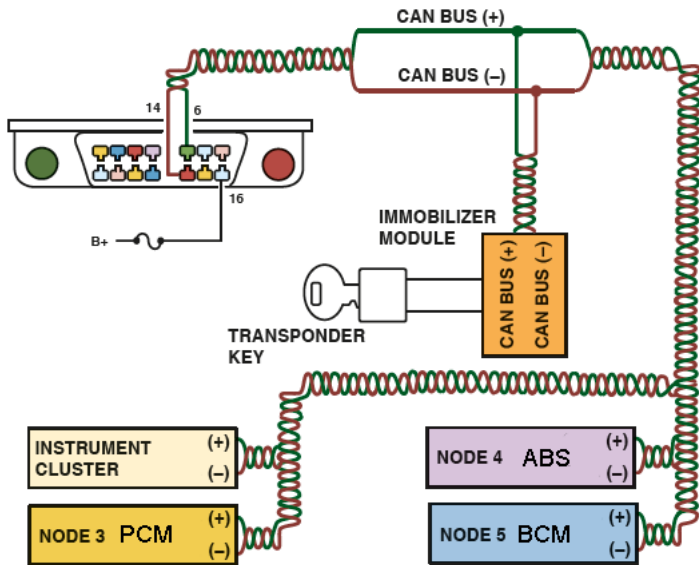 CAN BUS (+)
CAN BUS (–)
14
6
16
B+
IMMOBILIZER
MODULE
CAN BUS (+)
CAN BUS (–)
TRANSPONDER
KEY
INSTRUMENT
CLUSTER
(+)
(–)
NODE 4 ABS
(+)
(–)
NODE 3 PCM
(+)
(–)
NODE 5 BCM
(+)
(–)